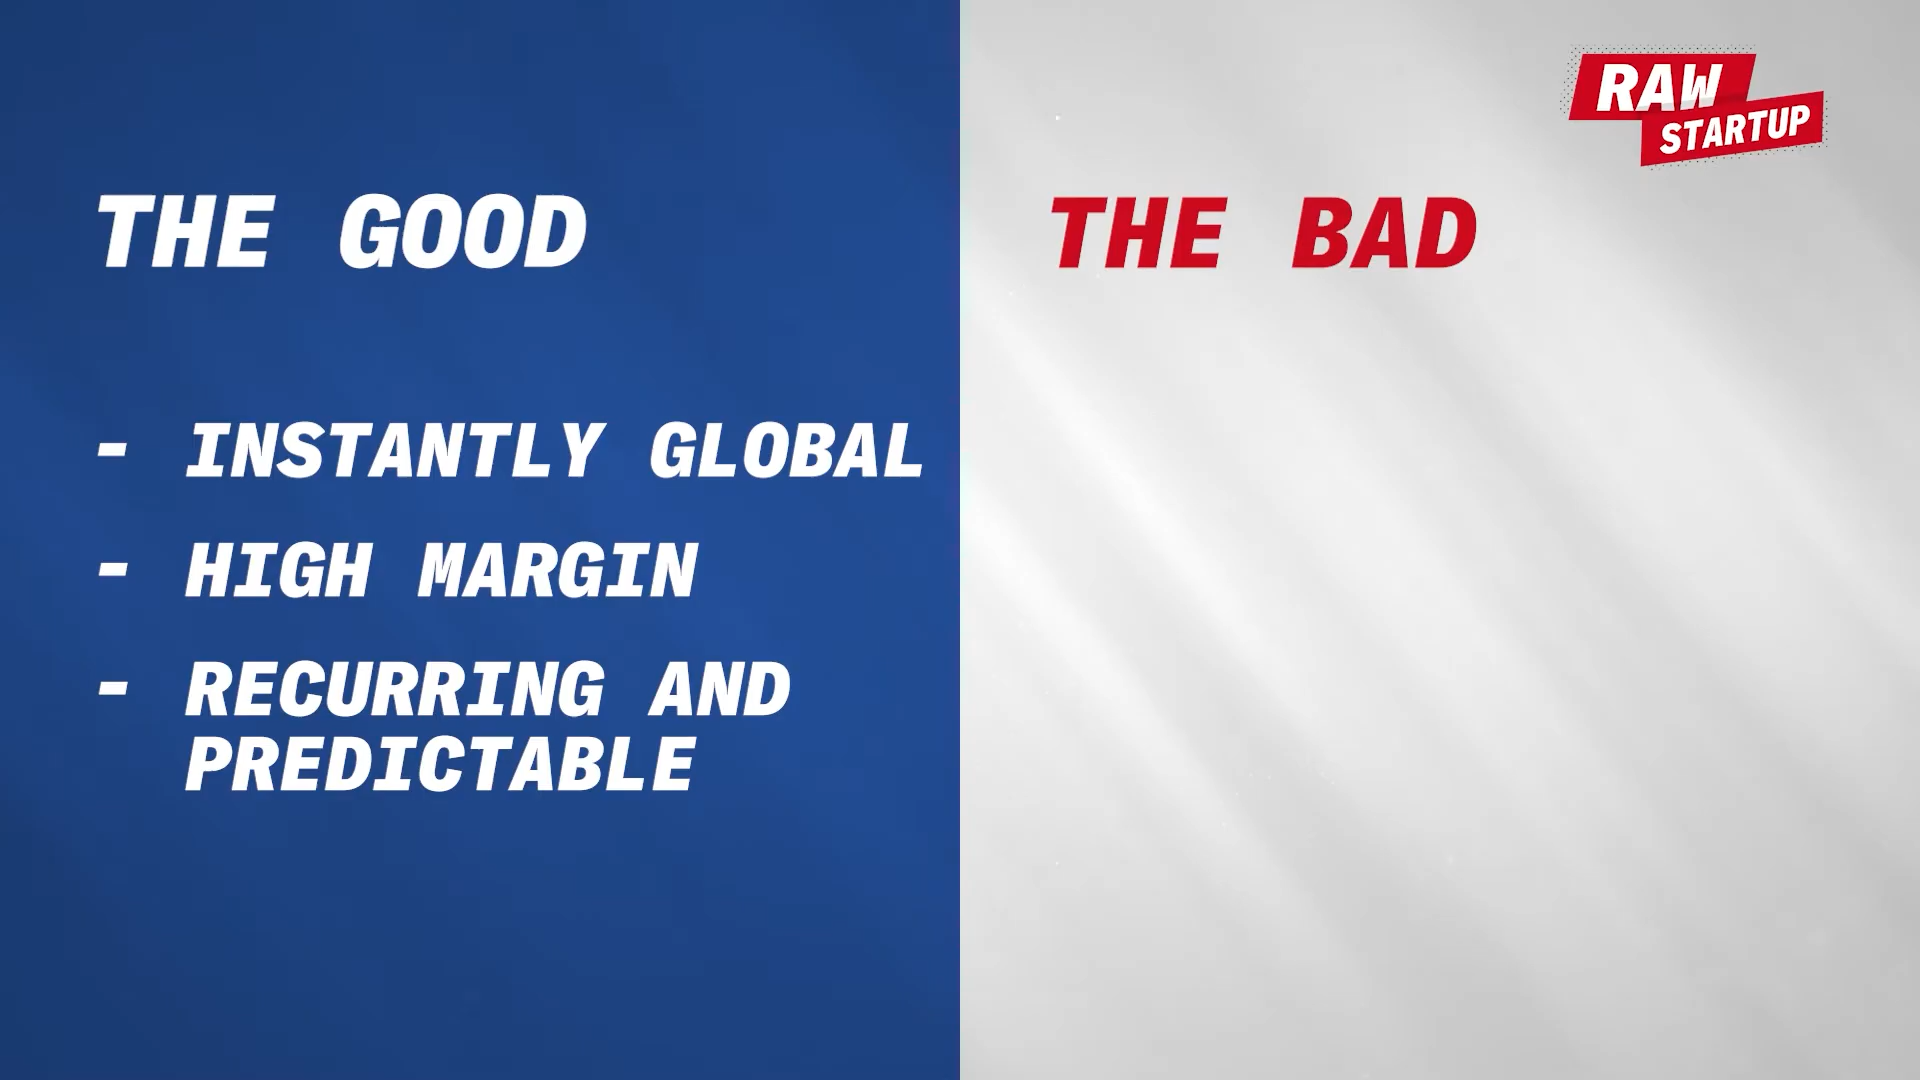 THE GOOD
- INSTANTLY GLOBAL
- HIGH MARGIN
- RECURRING AND
PREDICTABLE
THE BAD
RAW
STARTUP